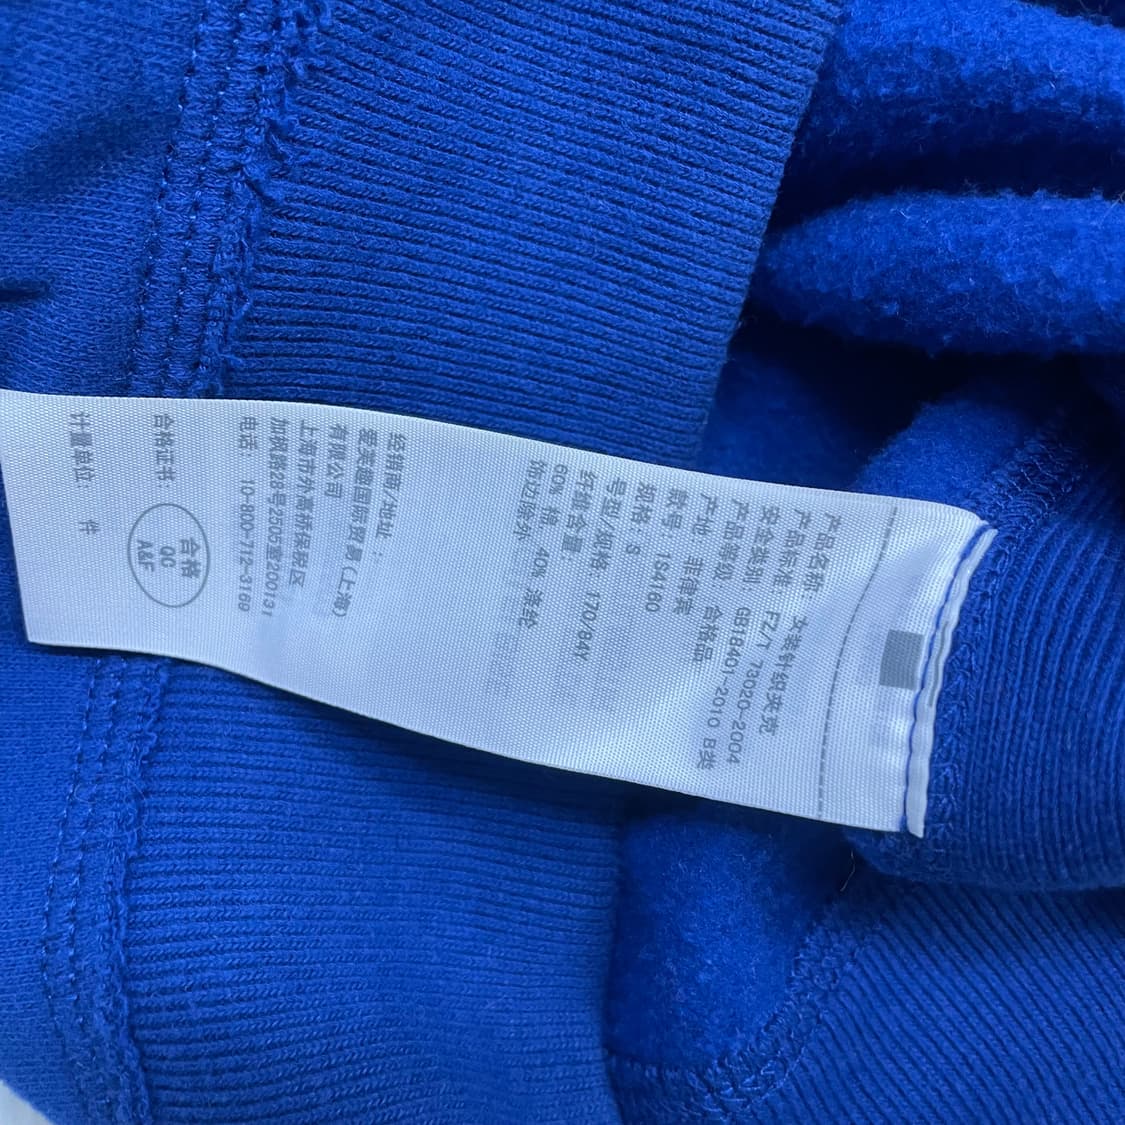 产品名称: 女装针织夹克
产品标准: FZ/T 73020-2004
安全类别: GB18401-2010 B类
产品等级: 合格品
产地: 菲律宾
款号: 1S4160
规格: S
号型/规格: 170/84Y
纤维含量:
60% 棉, 40% 涤纶
饰边除外
经销商/地址:
爱芙趣国际贸易(上海)
有限公司
上海市外高桥保税区
加枫路28号2505室200131
电话: 10-800-712-3169
合格证书
合格
QC
A&F
计量单位: 件